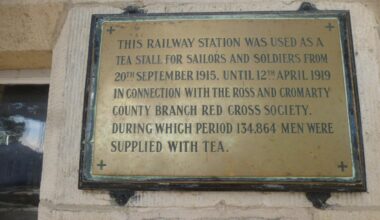 THIS RAILWAY STATION WAS USED AS A
TEA STALL FOR SAILORS AND SOLDIERS FROM
20TH SEPTEMBER 1915. UNTIL 12TH APRIL 1919
IN CONNECTION WITH THE ROSS AND CROMARTY
COUNTY BRANCH RED CROSS SOCIETY.
DURING WHICH PERIOD 134.864 MEN WERE
SUPPLIED WITH TEA.